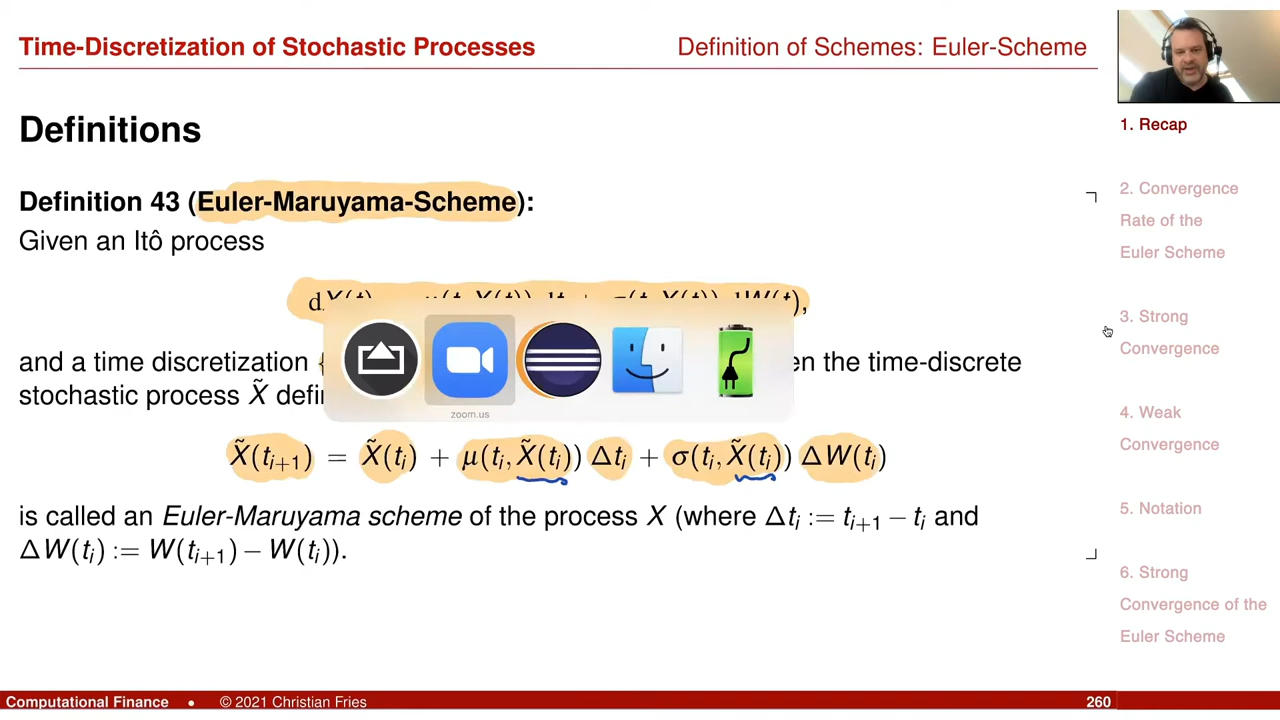 Time-Discretization of Stochastic Processes
Definition of Schemes: Euler-Scheme
Definitions
Definition 43 (Euler-Maruyama-Scheme):
Given an Itô process
dX(t) = μ(t, X(t)) dt + σ(t, X(t)) dW(t),
and a time discretization { en the time-discrete
stochastic process X̃ defi
zoom.us
X̃(tᵢ₊₁) = X̃(tᵢ) + μ(tᵢ, X̃(tᵢ)) Δtᵢ + σ(tᵢ, X̃(tᵢ)) ΔW(tᵢ)
is called an Euler-Maruyama scheme of the process X (where Δtᵢ := tᵢ₊₁ − tᵢ and
ΔW(tᵢ) := W(tᵢ₊₁) − W(tᵢ)).
1. Recap
2. Convergence
Rate of the
Euler Scheme
3. Strong
Convergence
4. Weak
Convergence
5. Notation
6. Strong
Convergence of the
Euler Scheme
Computational Finance • © 2021 Christian Fries
260